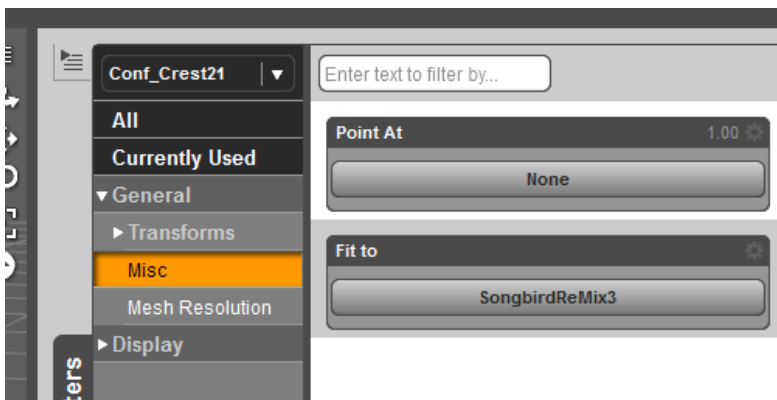 Conf_Crest21
Enter text to filter by...
All
Currently Used
General
Transforms
Misc
Mesh Resolution
Display
Point At
1.00
None
Fit to
SongbirdReMix3
ters